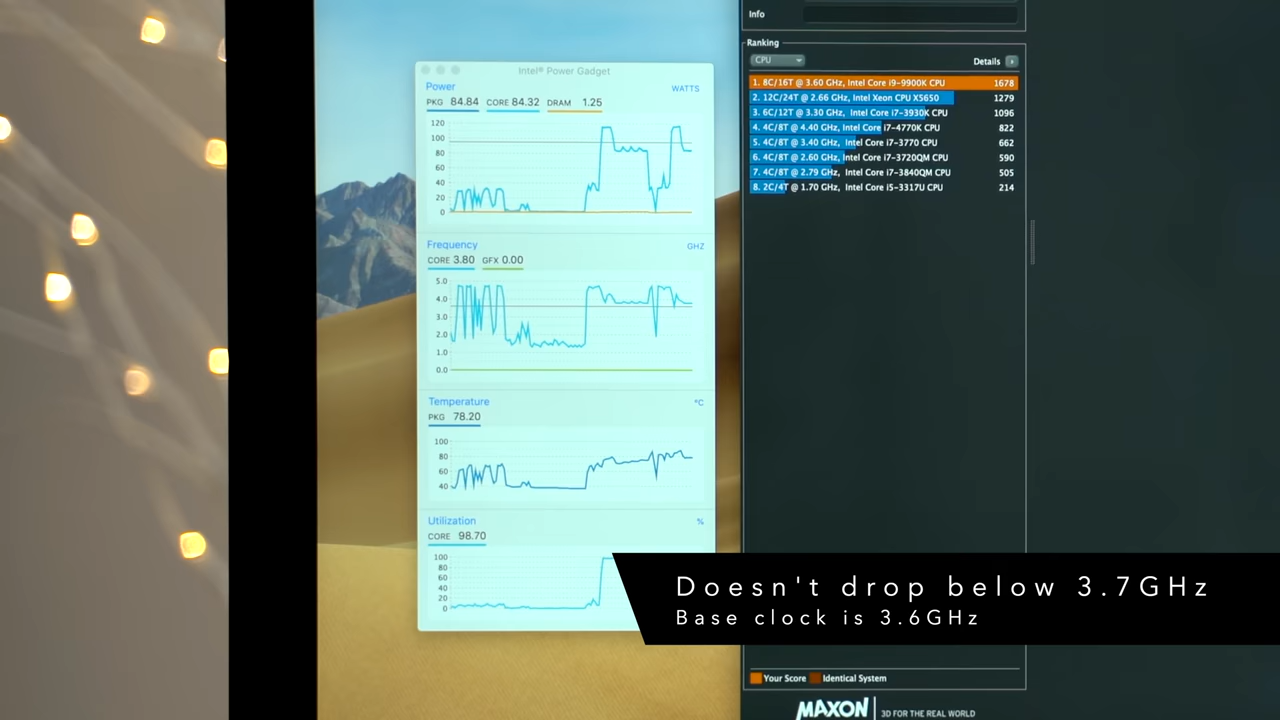 Intel® Power Gadget
Power WATTS
PKG 84.84 CORE 84.32 DRAM 1.25
120
100
80
60
40
20
0
Frequency GHZ
CORE 3.80 GFX 0.00
5.0
4.0
3.0
2.0
1.0
0.0
Temperature °C
PKG 78.20
100
80
60
40
Utilization %
CORE 98.70
100
80
60
40
20
0
Info
Ranking
CPU Details
1. 8C/16T @ 3.60 GHz, Intel Core i9-9900K CPU 1678
2. 12C/24T @ 2.66 GHz, Intel Xeon CPU X5650 1279
3. 6C/12T @ 3.30 GHz, Intel Core i7-3930K CPU 1096
4. 4C/8T @ 4.40 GHz, Intel Core i7-4770K CPU 822
5. 4C/8T @ 3.40 GHz, Intel Core i7-3770 CPU 662
6. 4C/8T @ 2.60 GHz, Intel Core i7-3720QM CPU 590
7. 4C/8T @ 2.79 GHz, Intel Core i7-3840QM CPU 505
8. 2C/4T @ 1.70 GHz, Intel Core i5-3317U CPU 214
Doesn't drop below 3.7GHz
Base clock is 3.6GHz
Your Score Identical System
MAXON 3D FOR THE REAL WORLD